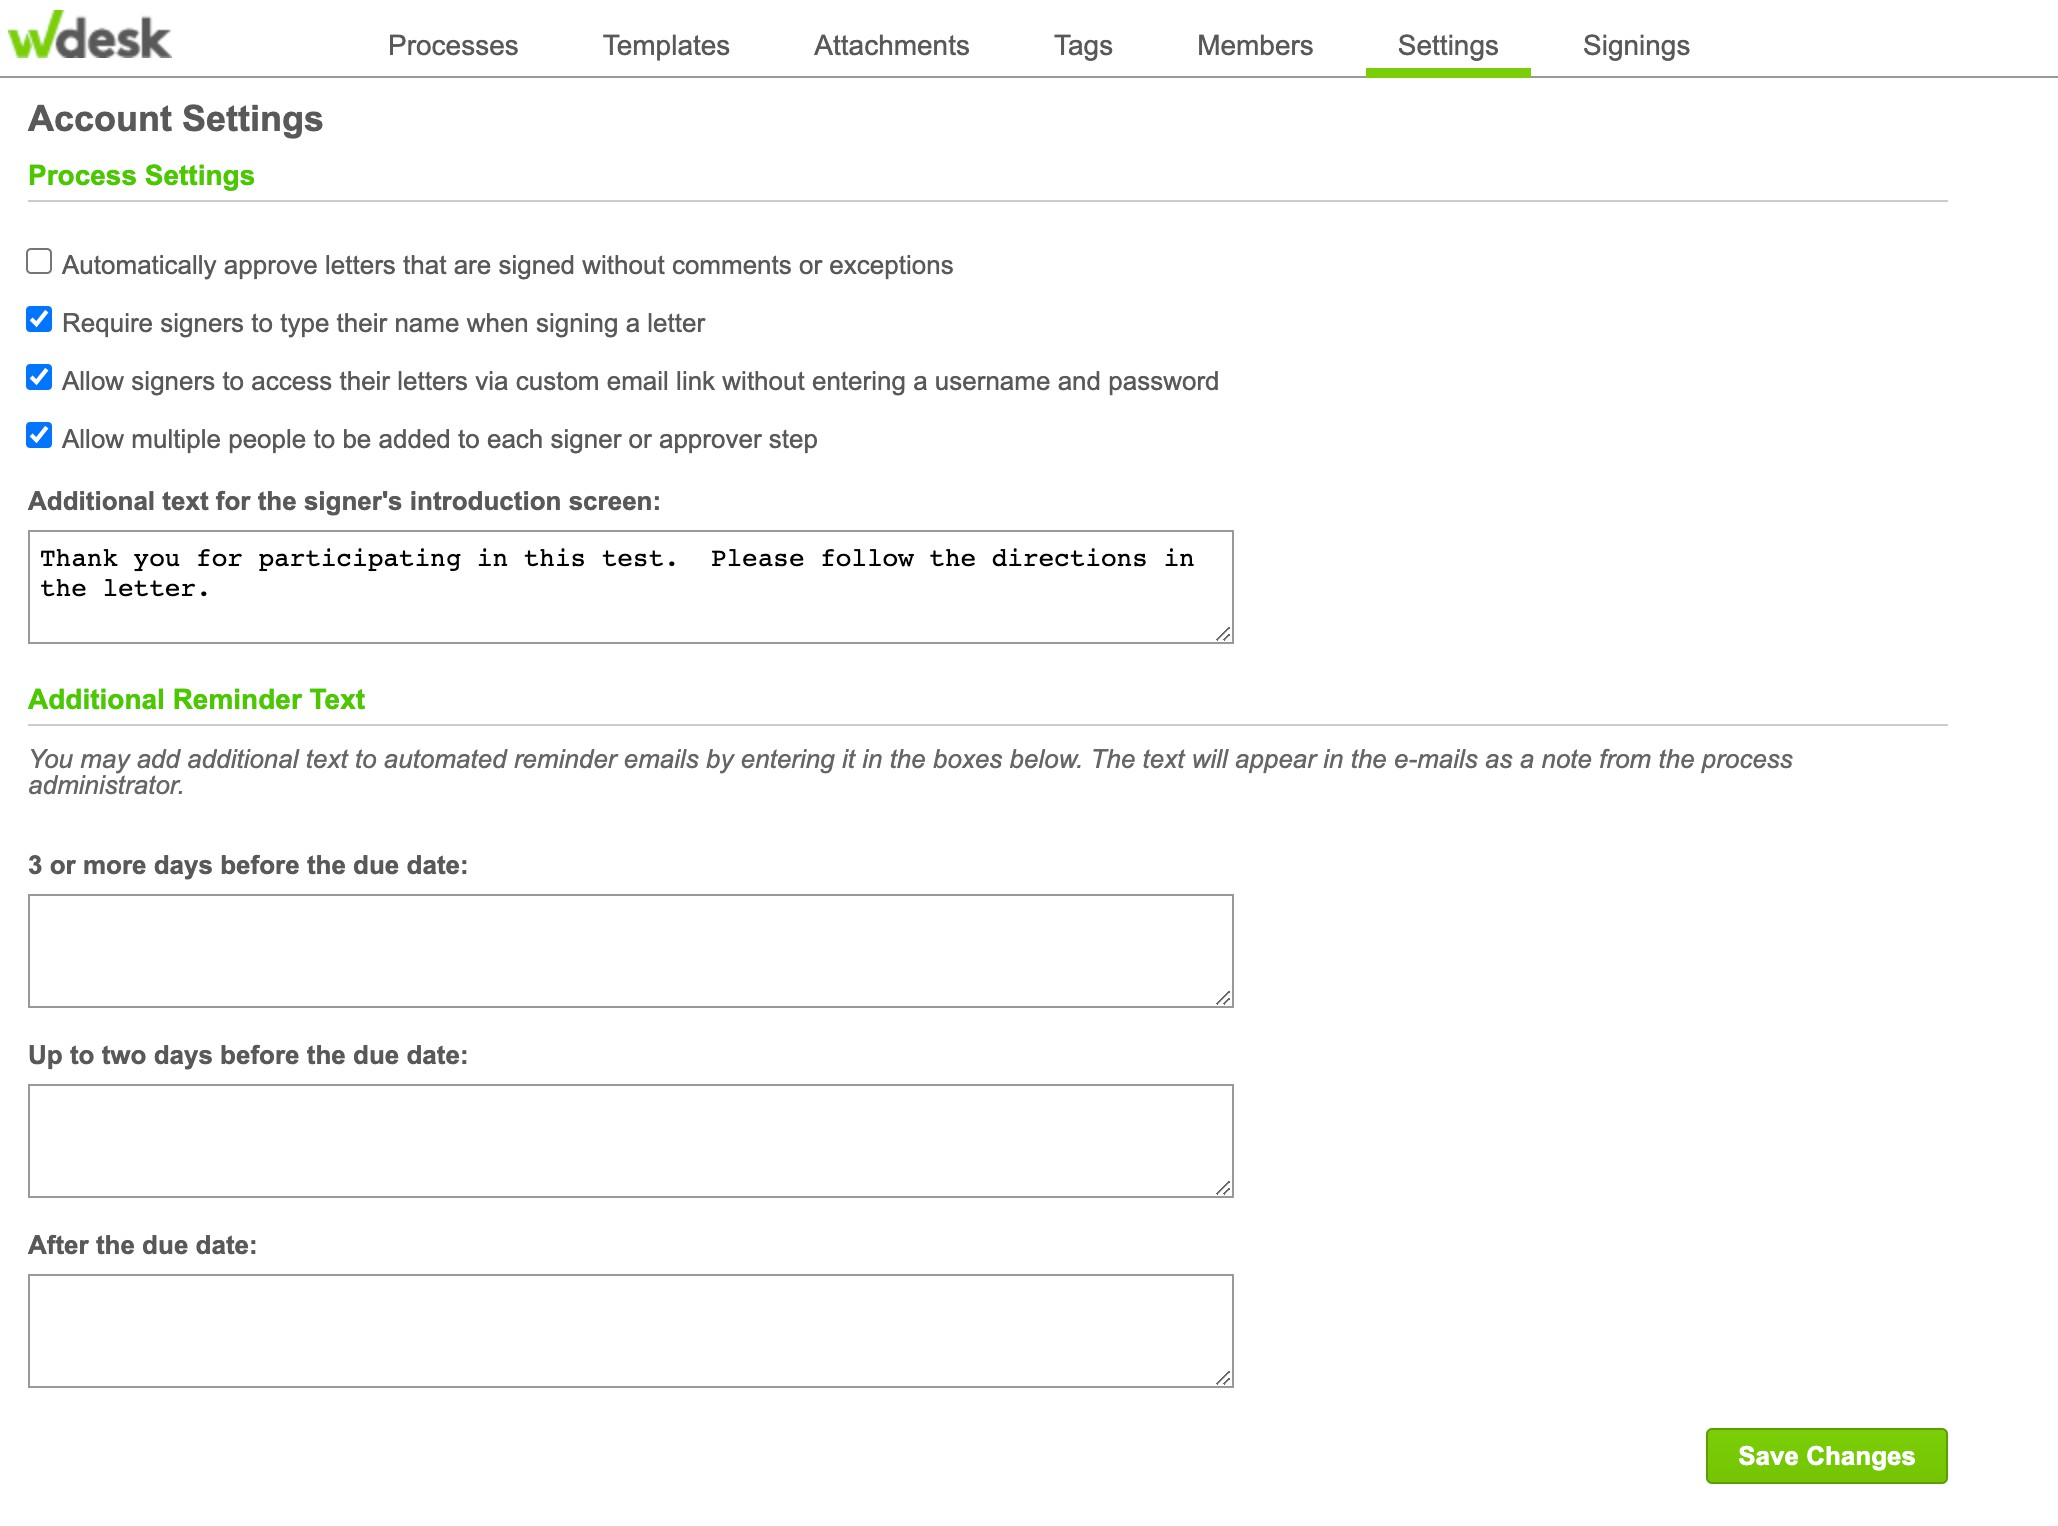 wdesk
Processes Templates Attachments Tags Members Settings Signings
Account Settings
Process Settings
Automatically approve letters that are signed without comments or exceptions
Require signers to type their name when signing a letter
Allow signers to access their letters via custom email link without entering a username and password
Allow multiple people to be added to each signer or approver step
Additional text for the signer's introduction screen:
Thank you for participating in this test.  Please follow the directions in
the letter.
Additional Reminder Text
You may add additional text to automated reminder emails by entering it in the boxes below. The text will appear in the e-mails as a note from the process
administrator.
3 or more days before the due date:
Up to two days before the due date:
After the due date:
Save Changes